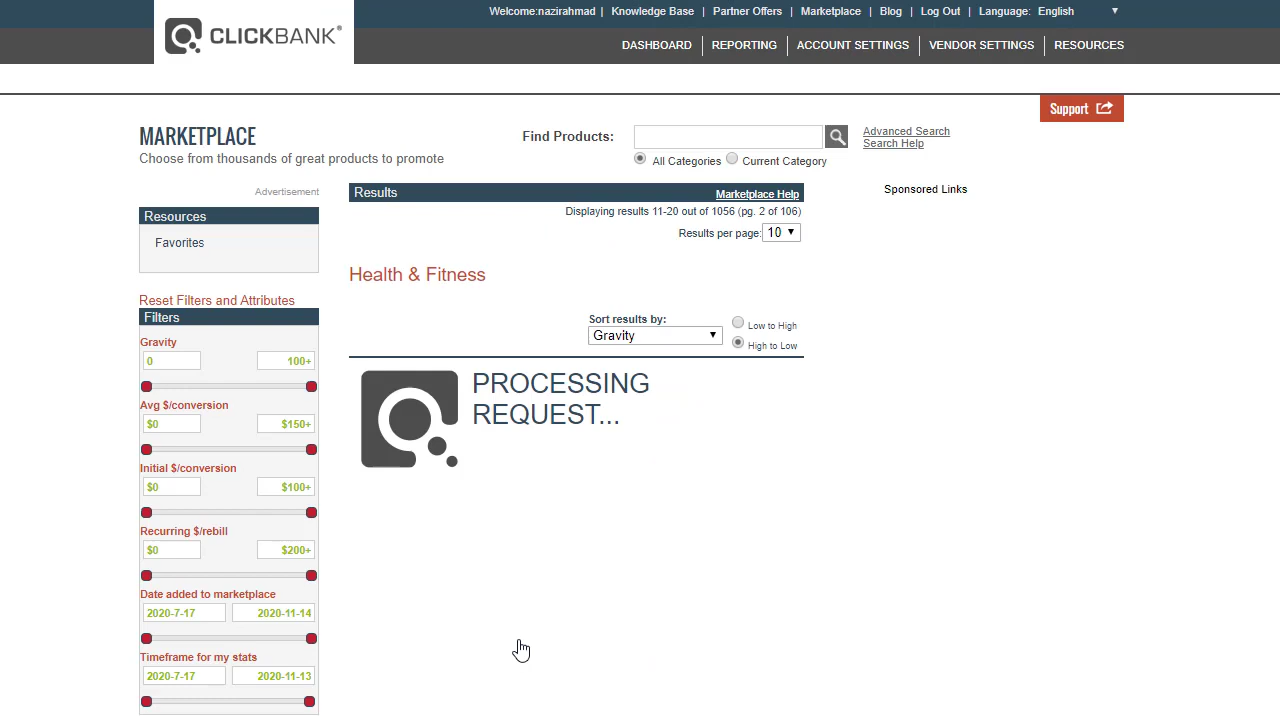 Welcome:nazirahmad | Knowledge Base | Partner Offers | Marketplace | Blog | Log Out | Language: English
CLICKBANK®
DASHBOARD | REPORTING | ACCOUNT SETTINGS | VENDOR SETTINGS | RESOURCES
Support
MARKETPLACE
Choose from thousands of great products to promote
Find Products:
Advanced Search
Search Help
All Categories Current Category
Advertisement
Resources
Favorites
Reset Filters and Attributes
Filters
Gravity
0 100+
Avg $/conversion
$0 $150+
Initial $/conversion
$0 $100+
Recurring $/rebill
$0 $200+
Date added to marketplace
2020-7-17 2020-11-14
Timeframe for my stats
2020-7-17 2020-11-13
Results Marketplace Help
Displaying results 11-20 out of 1056 (pg. 2 of 106)
Results per page: 10
Health & Fitness
Sort results by:
Gravity
Low to High
High to Low
PROCESSING
REQUEST...
Sponsored Links